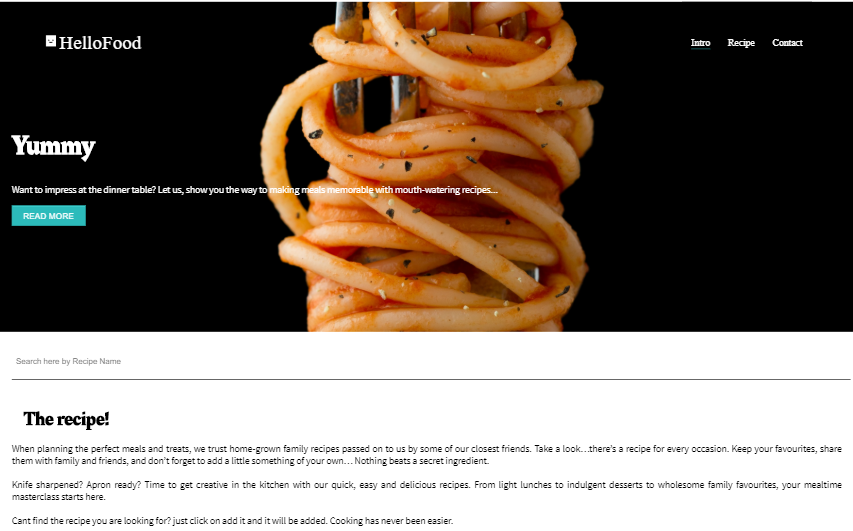 HelloFood
Intro Recipe Contact
Yummy
Want to impress at the dinner table? Let us, show you the way to making meals memorable with mouth-watering recipes...
READ MORE
Search here by Recipe Name
The recipe!
When planning the perfect meals and treats, we trust home-grown family recipes passed on to us by some of our closest friends. Take a look…there's a recipe for every occasion. Keep your favourites, share
them with family and friends, and don't forget to add a little something of your own… Nothing beats a secret ingredient.
Knife sharpened? Apron ready? Time to get creative in the kitchen with our quick, easy and delicious recipes. From light lunches to indulgent desserts to wholesome family favourites, your mealtime
masterclass starts here.
Cant find the recipe you are looking for? just click on add it and it will be added. Cooking has never been easier.